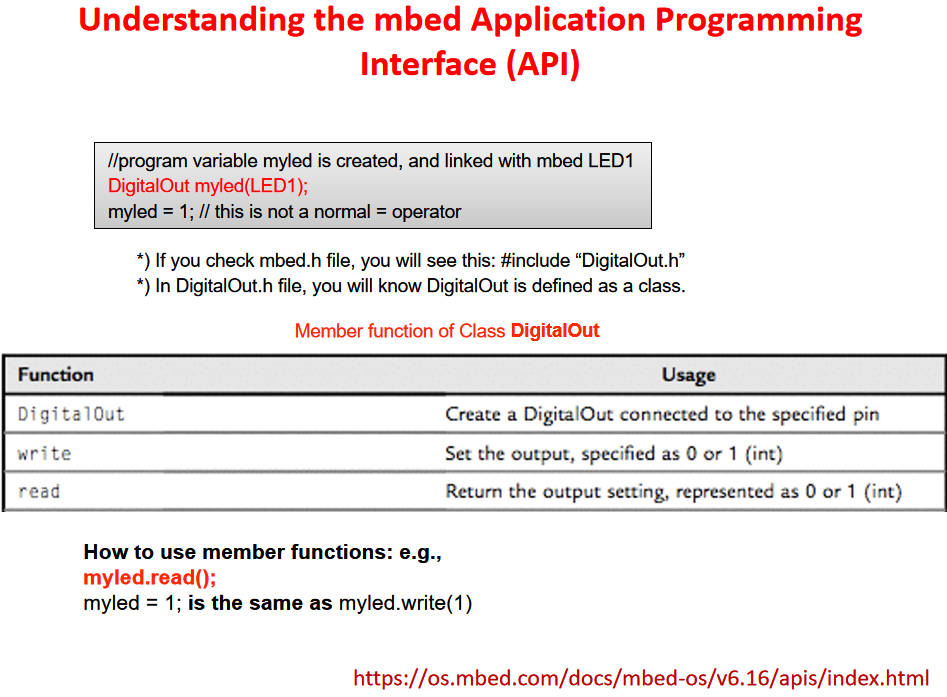 Understanding the mbed Application Programming
Interface (API)
//program variable myled is created, and linked with mbed LED1
DigitalOut myled(LED1);
myled = 1; // this is not a normal = operator
*) If you check mbed.h file, you will see this: #include “DigitalOut.h”
*) In DigitalOut.h file, you will know DigitalOut is defined as a class.
Member function of Class DigitalOut
Function Usage
DigitalOut Create a DigitalOut connected to the specified pin
write Set the output, specified as 0 or 1 (int)
read Return the output setting, represented as 0 or 1 (int)
How to use member functions: e.g.,
myled.read();
myled = 1; is the same as myled.write(1)
https://os.mbed.com/docs/mbed-os/v6.16/apis/index.html